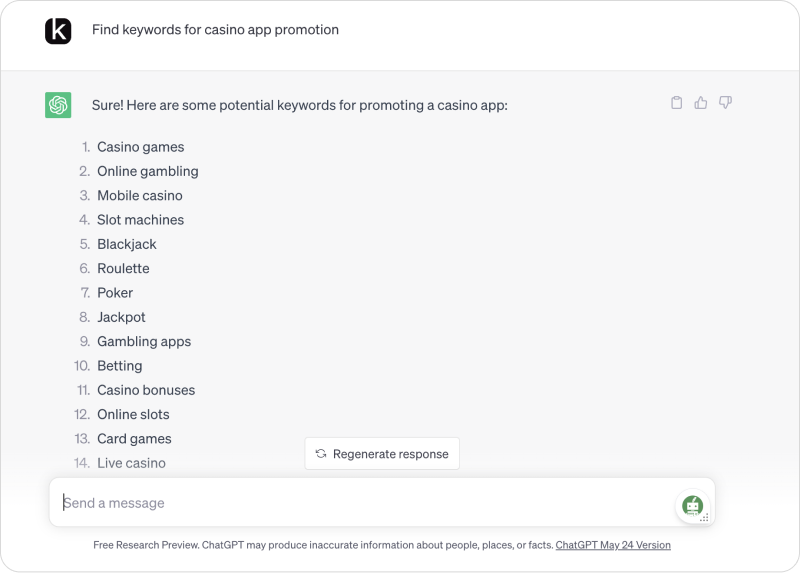 k
Find keywords for casino app promotion
Sure! Here are some potential keywords for promoting a casino app:
1. Casino games
2. Online gambling
3. Mobile casino
4. Slot machines
5. Blackjack
6. Roulette
7. Poker
8. Jackpot
9. Gambling apps
10. Betting
11. Casino bonuses
12. Online slots
13. Card games
14. Live casino
Regenerate response
Send a message
Free Research Preview. ChatGPT may produce inaccurate information about people, places, or facts. ChatGPT May 24 Version